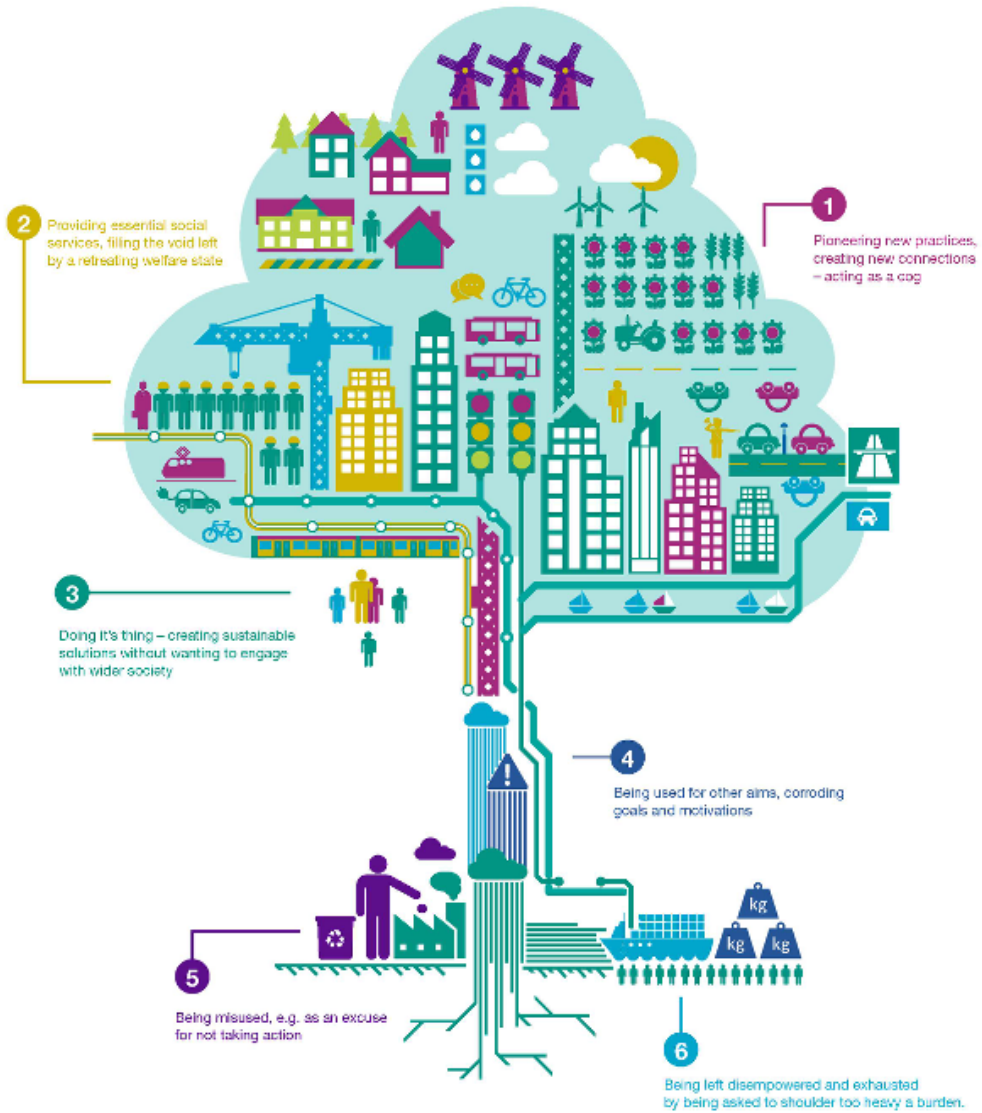 1
Pioneering new practices,
creating new connections
– acting as a cog
2
Providing essential social
services, filling the void left
by a retreating welfare state
3
Doing it's thing – creating sustainable
solutions without wanting to engage
with wider society
4
Being used for other aims, corroding
goals and motivations
!
kg
kg
kg
5
Being misused, e.g. as an excuse
for not taking action
6
Being left disempowered and exhausted
by being asked to shoulder too heavy a burden.